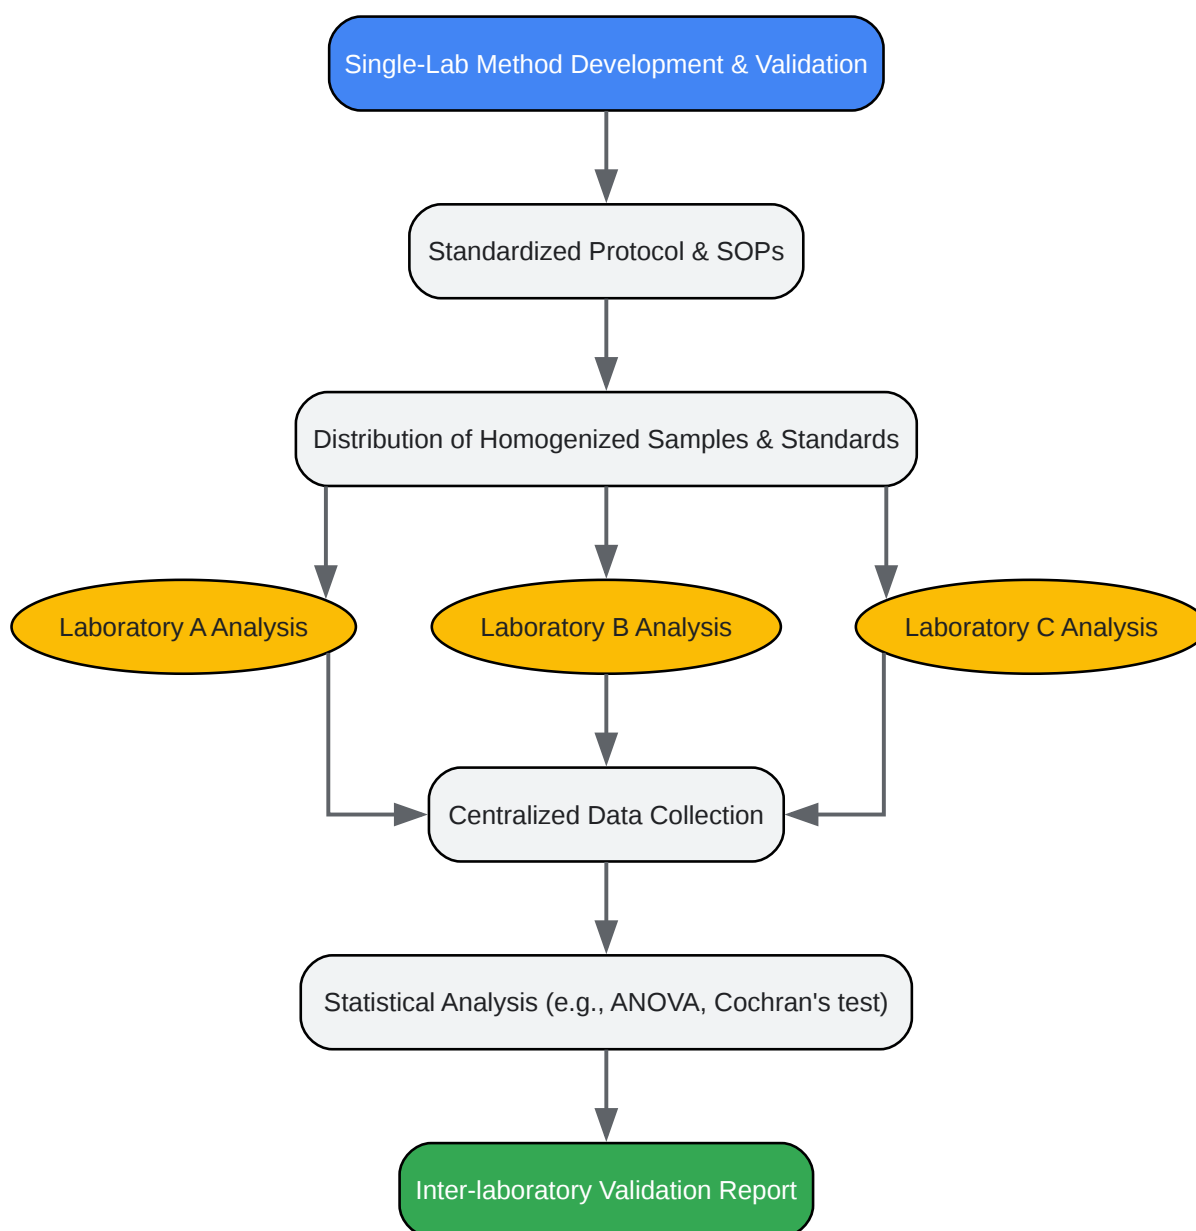 Single-Lab Method Development & Validation
Standardized Protocol & SOPs
Distribution of Homogenized Samples & Standards
Laboratory A Analysis
Laboratory B Analysis
Laboratory C Analysis
Centralized Data Collection
Statistical Analysis (e.g., ANOVA, Cochran's test)
Inter-laboratory Validation Report